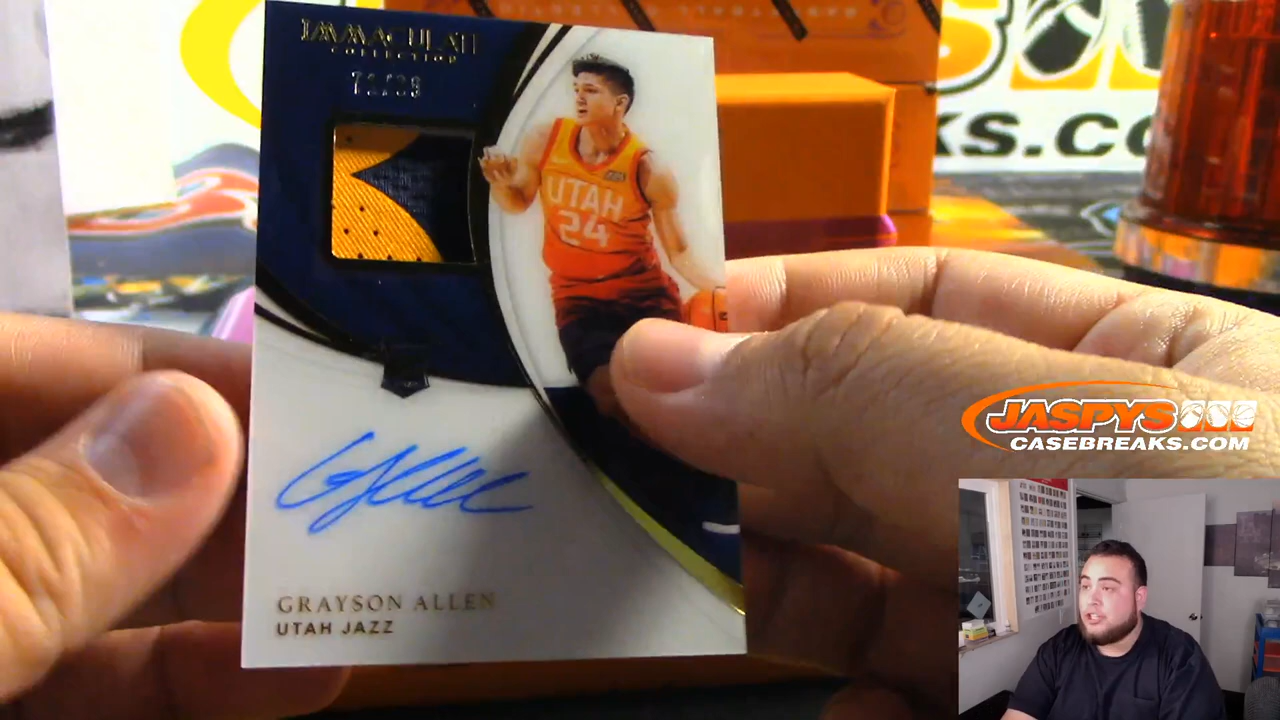 IMMACULATE
COLLECTION
UTAH
24
GRAYSON ALLEN
UTAH JAZZ
KS.CO
JASPYS
CASEBREAKS.COM